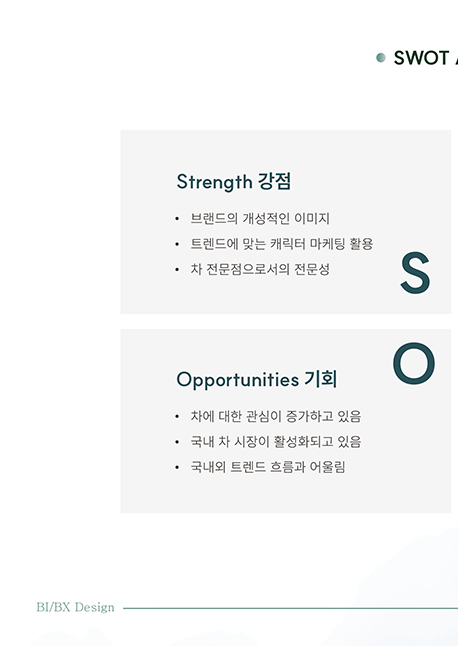 SWOT A
Strength 강점
• 브랜드의 개성적인 이미지
• 트렌드에 맞는 캐릭터 마케팅 활용
• 차 전문점으로서의 전문성
S
O
Opportunities 기회
• 차에 대한 관심이 증가하고 있음
• 국내 차 시장이 활성화되고 있음
• 국내외 트렌드 흐름과 어울림
BI/BX Design